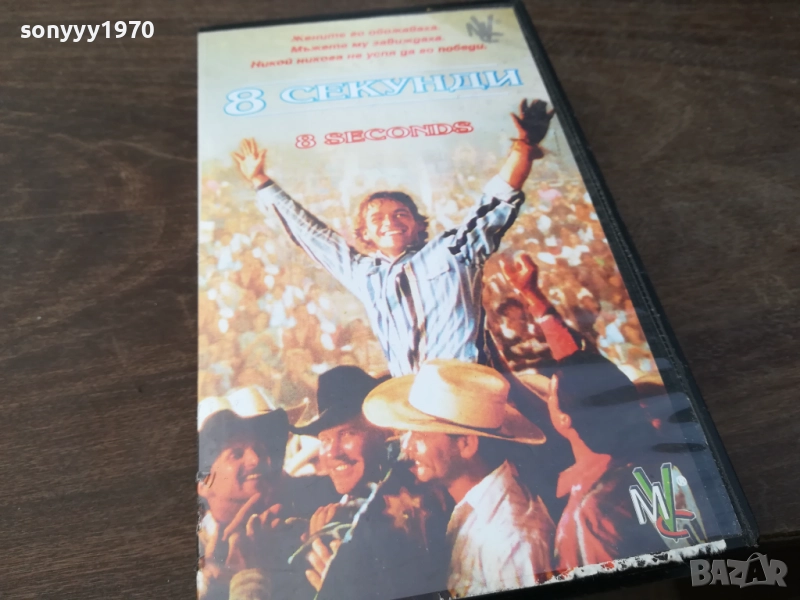 sonyyy1970
Жените го обожаваха.
Мъжете му завиждаха.
Никой никога не успя да го победи.
8 СЕКУНДИ
8 SECONDS
MVC
BAZAR